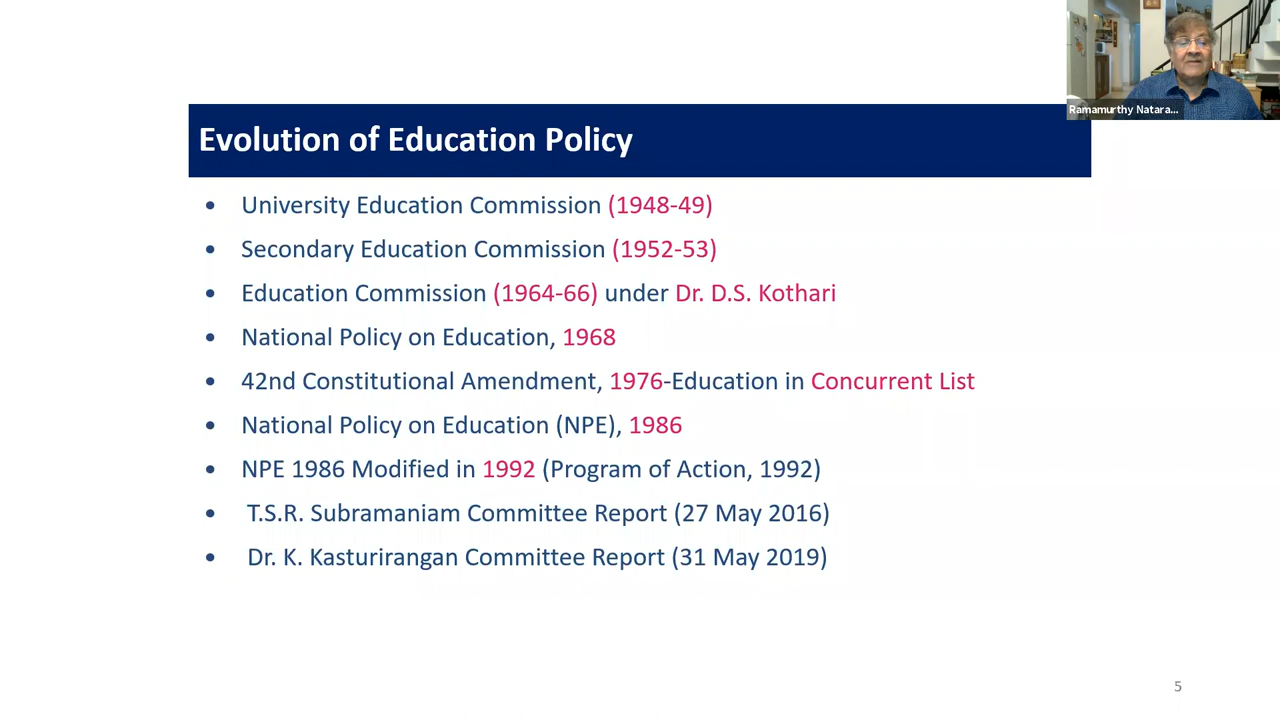 Ramamurthy Natara...
Evolution of Education Policy
• University Education Commission (1948-49)
• Secondary Education Commission (1952-53)
• Education Commission (1964-66) under Dr. D.S. Kothari
• National Policy on Education, 1968
• 42nd Constitutional Amendment, 1976-Education in Concurrent List
• National Policy on Education (NPE), 1986
• NPE 1986 Modified in 1992 (Program of Action, 1992)
• T.S.R. Subramaniam Committee Report (27 May 2016)
• Dr. K. Kasturirangan Committee Report (31 May 2019)
5